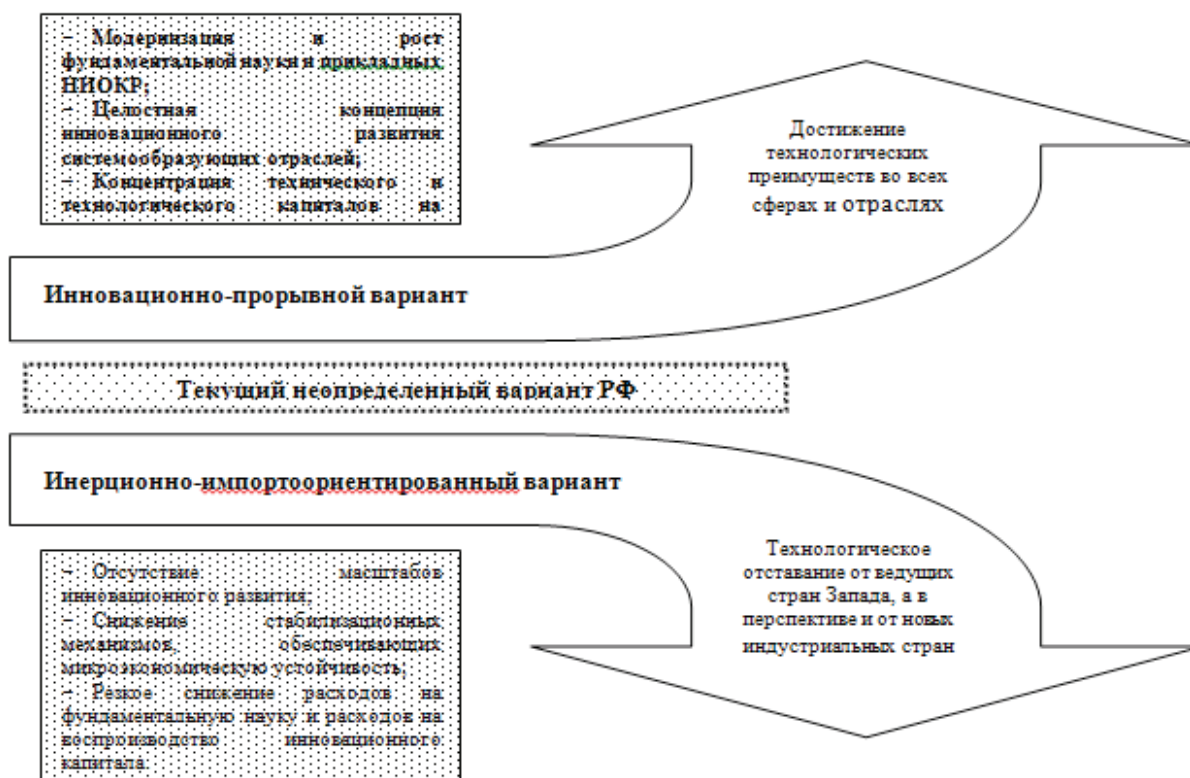 − Модернизация и рост
фундаментальной науки и прикладных
НИОКР;
− Целостная концепция
инновационного развития
системообразующих отраслей;
− Концентрация технического и
технологического капиталов на
Достижение
технологических
преимуществ во всех
сферах и отраслях
Инновационно-прорывной вариант
Текущий неопределенный вариант РФ
Инерционно-импортоориентированный вариант
− Отсутствие масштабов
инновационного развития;
− Снижение стабилизационных
механизмов, обеспечивающих
микроэкономическую устойчивость;
− Резкое снижение расходов на
фундаментальную науку и расходов на
воспроизводство инновационного
капитала.
Технологическое
отставание от ведущих
стран Запада, а в
перспективе и от новых
индустриальных стран